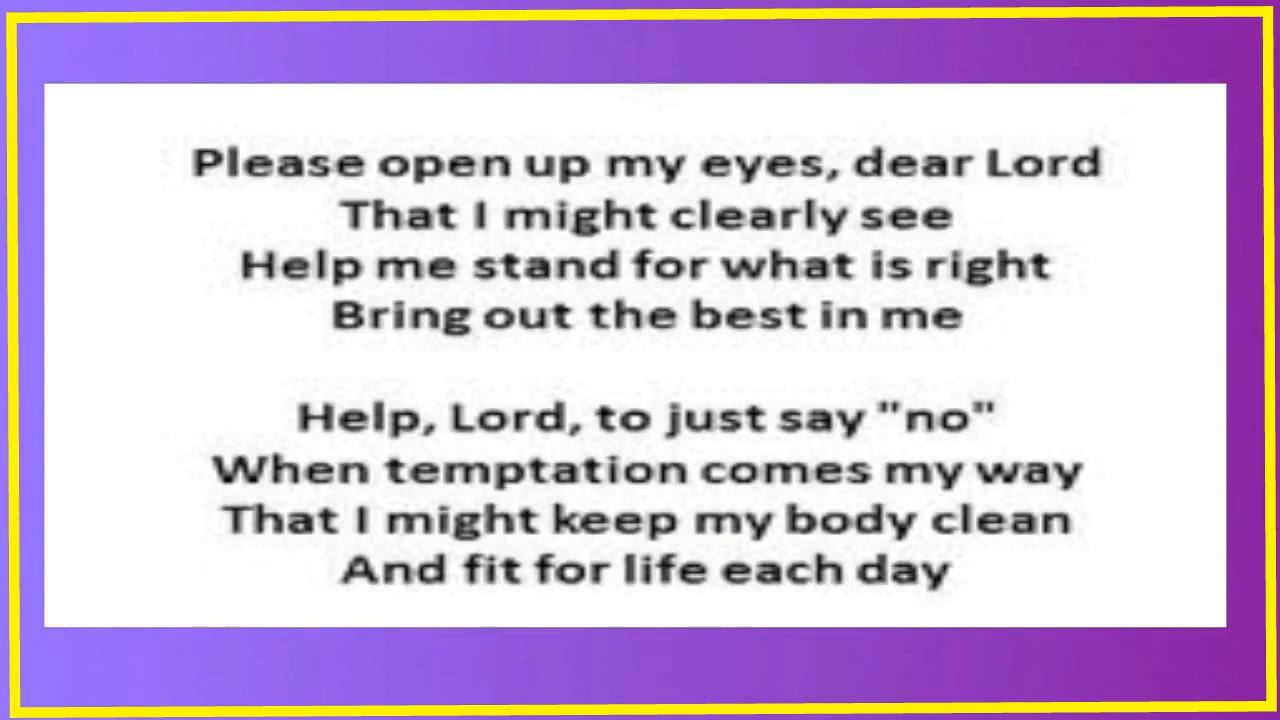 Please open up my eyes, dear Lord
That I might clearly see
Help me stand for what is right
Bring out the best in me
Help, Lord, to just say "no"
When temptation comes my way
That I might keep my body clean
And fit for life each day